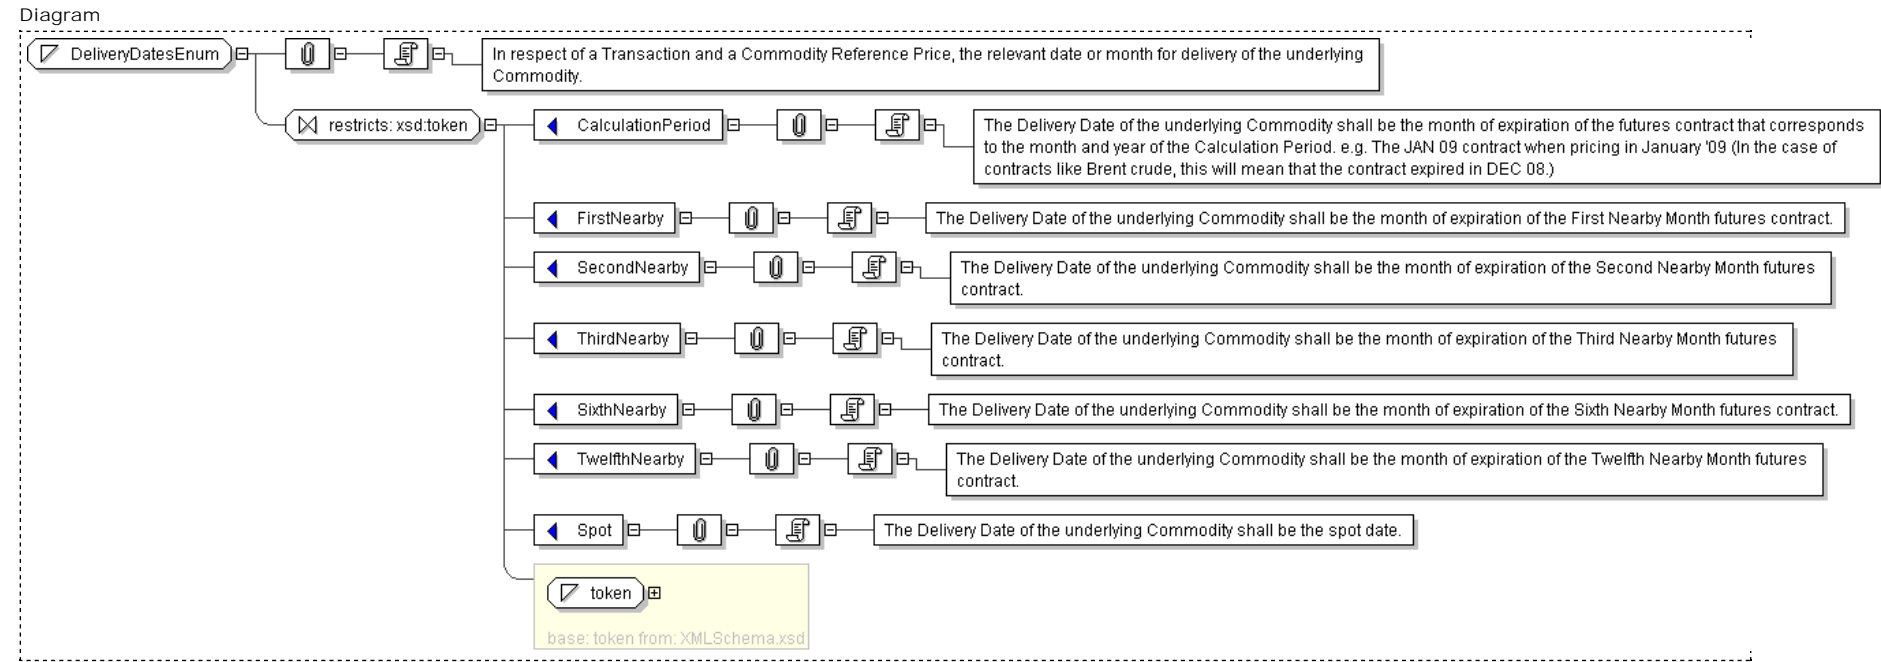 Diagram
DeliveryDatesEnum
In respect of a Transaction and a Commodity Reference Price, the relevant date or month for delivery of the underlying
Commodity.
restricts: xsd:token
CalculationPeriod
The Delivery Date of the underlying Commodity shall be the month of expiration of the futures contract that corresponds
to the month and year of the Calculation Period. e.g. The JAN 09 contract when pricing in January '09 (In the case of
contracts like Brent crude, this will mean that the contract expired in DEC 08.)
FirstNearby
The Delivery Date of the underlying Commodity shall be the month of expiration of the First Nearby Month futures contract.
SecondNearby
The Delivery Date of the underlying Commodity shall be the month of expiration of the Second Nearby Month futures
contract.
ThirdNearby
The Delivery Date of the underlying Commodity shall be the month of expiration of the Third Nearby Month futures
contract.
SixthNearby
The Delivery Date of the underlying Commodity shall be the month of expiration of the Sixth Nearby Month futures contract.
TwelfthNearby
The Delivery Date of the underlying Commodity shall be the month of expiration of the Twelfth Nearby Month futures
contract.
Spot
The Delivery Date of the underlying Commodity shall be the spot date.
token
base: token from: XMLSchema.xsd